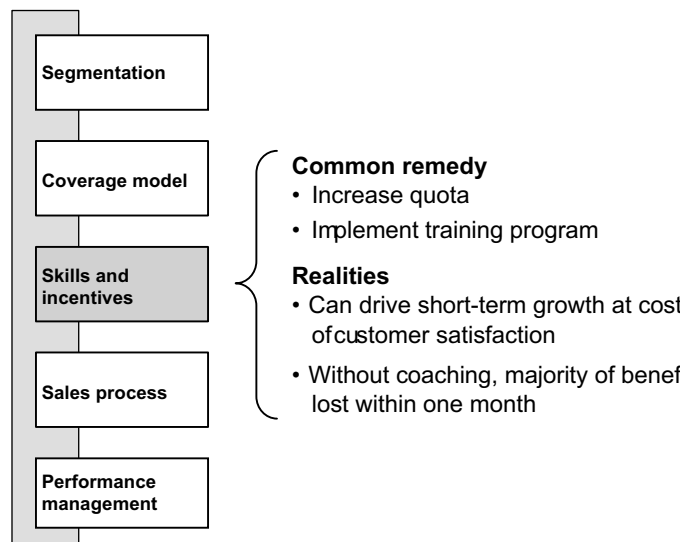 Segmentation
Coverage model
Skills and
incentives
Sales process
Performance
management
Common remedy
• Increase quota
• Implement training program
Realities
• Can drive short-term growth at cost
ofcustomer satisfaction
• Without coaching, majority of benef
lost within one month